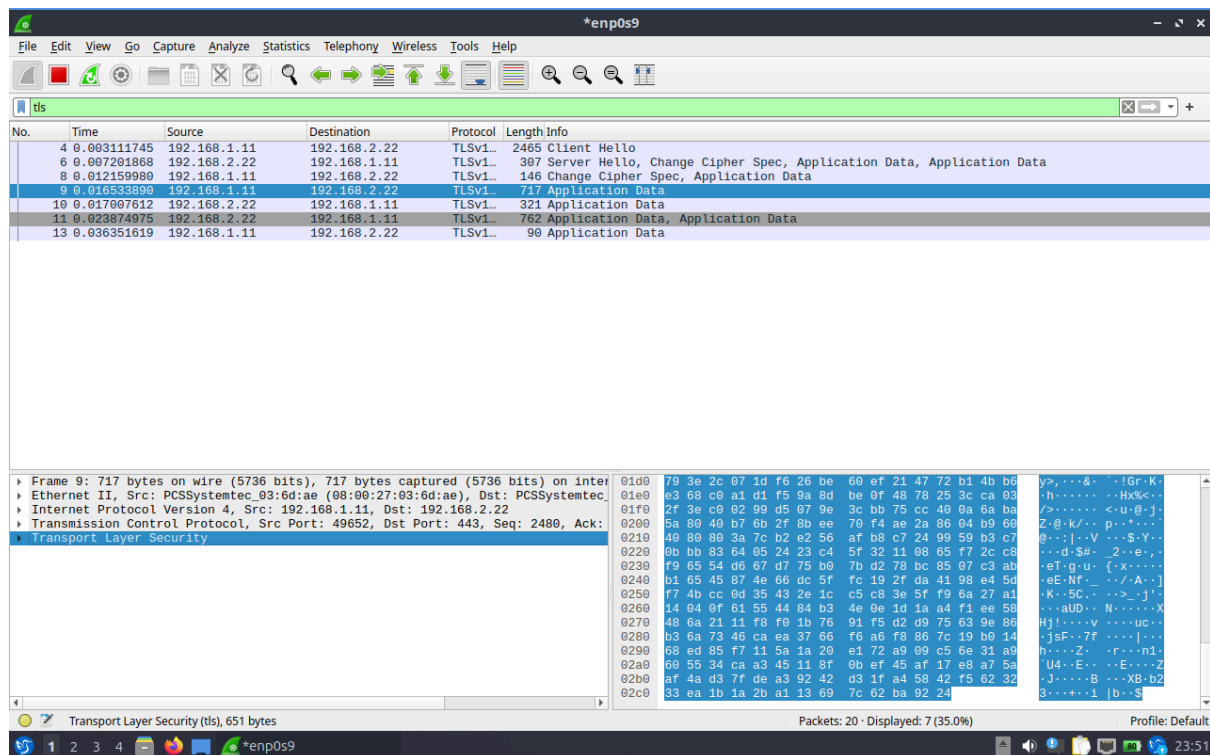 *enp0s9
File Edit View Go Capture Analyze Statistics Telephony Wireless Tools Help
tls
No. Time Source Destination Protocol Length Info
4 0.003111745 192.168.1.11 192.168.2.22 TLSv1… 2465 Client Hello
6 0.007201868 192.168.2.22 192.168.1.11 TLSv1… 307 Server Hello, Change Cipher Spec, Application Data, Application Data
8 0.012159980 192.168.1.11 192.168.2.22 TLSv1… 146 Change Cipher Spec, Application Data
9 0.016533890 192.168.1.11 192.168.2.22 TLSv1… 717 Application Data
10 0.017007612 192.168.2.22 192.168.1.11 TLSv1… 321 Application Data
11 0.023874975 192.168.2.22 192.168.1.11 TLSv1… 762 Application Data, Application Data
13 0.036351619 192.168.1.11 192.168.2.22 TLSv1… 90 Application Data
Frame 9: 717 bytes on wire (5736 bits), 717 bytes captured (5736 bits) on inter
Ethernet II, Src: PCSSystemtec_03:6d:ae (08:00:27:03:6d:ae), Dst: PCSSystemtec_
Internet Protocol Version 4, Src: 192.168.1.11, Dst: 192.168.2.22
Transmission Control Protocol, Src Port: 49652, Dst Port: 443, Seq: 2480, Ack:
Transport Layer Security
01d0 79 3e 2c 07 1d f6 26 be 60 ef 21 47 72 b1 4b b6 y>,···&· `·!Gr·K·
01e0 e3 68 c0 a1 d1 f5 9a 8d be 0f 48 78 25 3c ca 03 ·h······ ··Hx%<··
01f0 2f 3e c0 02 99 d5 07 9e 3c bb 75 cc 40 0a 6a ba />······ <·u·@·j·
0200 5a 80 40 b7 6b 2f 8b ee 70 f4 ae 2a 86 04 b9 60 Z·@·k/·· p··*···`
0210 40 80 80 3a 7c b2 e2 56 af b8 c7 24 99 59 b3 c7 @··:|··V ···$·Y··
0220 0b bb 83 64 05 24 23 c4 5f 32 11 08 65 f7 2c c8 ···d·$#· _2··e·,·
0230 f9 65 54 d6 67 d7 75 b0 7b d2 78 bc 85 07 c3 ab ·eT·g·u· {·x·····
0240 b1 65 45 87 4e 66 dc 5f fc 19 2f da 41 98 e4 5d ·eE·Nf·_ ··/·A··]
0250 f7 4b cc 0d 35 43 2e 1c c5 c8 3e 5f f9 6a 27 a1 ·K··5C.· ··>_·j'·
0260 14 04 0f 61 55 44 84 b3 4e 0e 1d 1a a4 f1 ee 58 ···aUD·· N······X
0270 48 6a 21 11 f8 f0 1b 76 91 f5 d2 d9 75 63 9e 86 Hj!····v ····uc··
0280 b3 6a 73 46 ca ea 37 66 f6 a6 f8 86 7c 19 b0 14 ·jsF··7f ····|···
0290 68 ed 85 f7 11 5a 1a 20 e1 72 a9 09 c5 6e 31 a9 h····Z· ·r···n1·
02a0 60 55 34 ca a3 45 11 8f 0b ef 45 af 17 e8 a7 5a `U4··E·· ··E····Z
02b0 af 4a d3 7f de a3 92 42 d3 1f a4 58 42 f5 62 32 ·J·····B ···XB·b2
02c0 33 ea 1b 1a 2b a1 13 69 7c 62 ba 92 24 3···+··i |b··$
Transport Layer Security (tls), 651 bytes Packets: 20 · Displayed: 7 (35.0%) Profile: Default
1 2 3 4 *enp0s9 80 23:51